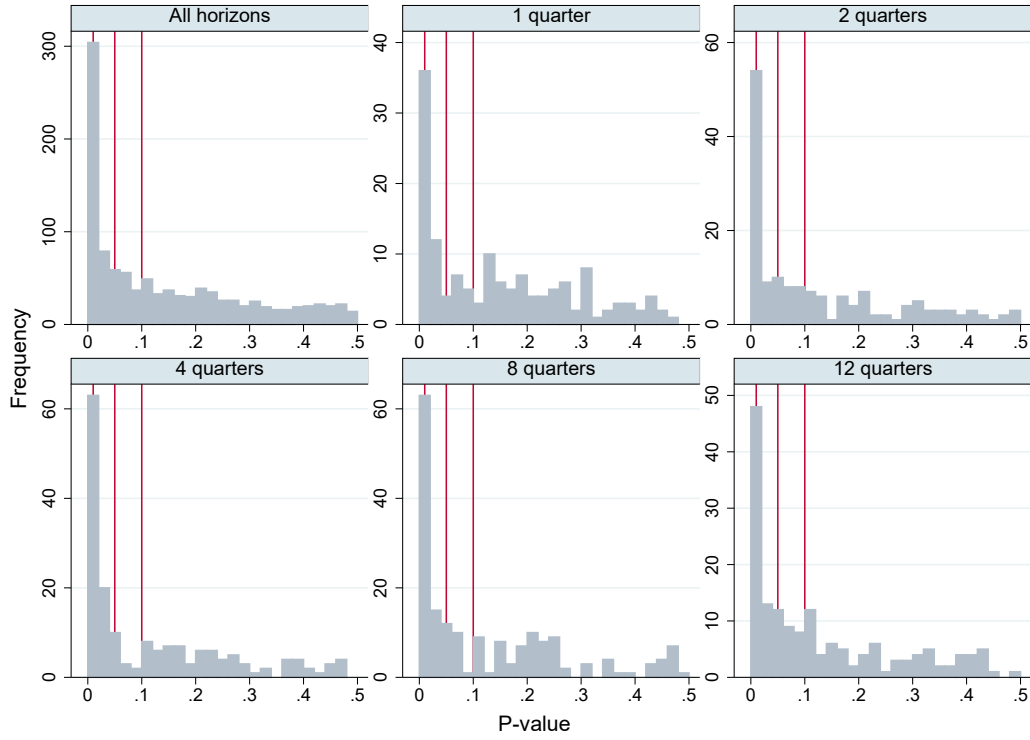 All horizons
1 quarter
2 quarters
0 100 200 300
0 10 20 30 40
0 20 40 60
0 .1 .2 .3 .4 .5
0 .1 .2 .3 .4 .5
0 .1 .2 .3 .4 .5
4 quarters
8 quarters
12 quarters
0 20 40 60
0 20 40 60
0 10 20 30 40 50
0 .1 .2 .3 .4 .5
0 .1 .2 .3 .4 .5
0 .1 .2 .3 .4 .5
Frequency
P-value